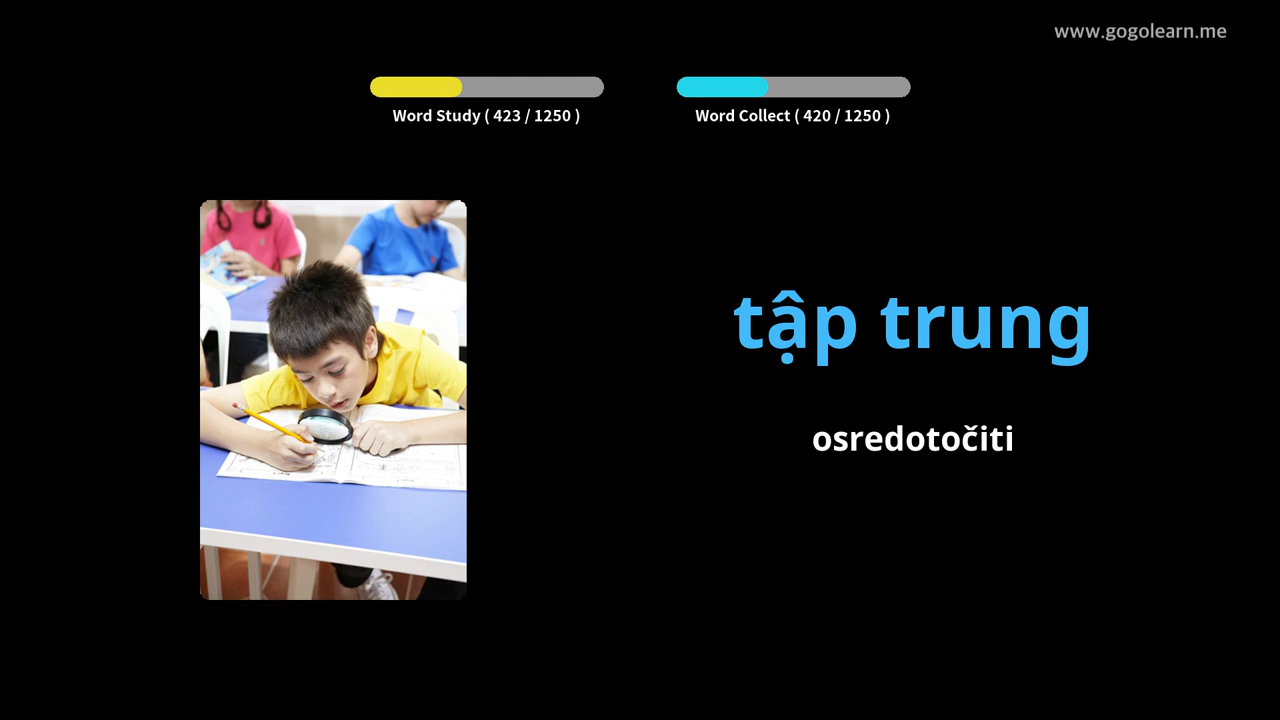 www.gogolearn.me
Word Study ( 423 / 1250 )
Word Collect ( 420 / 1250 )
tập trung
osredotočiti